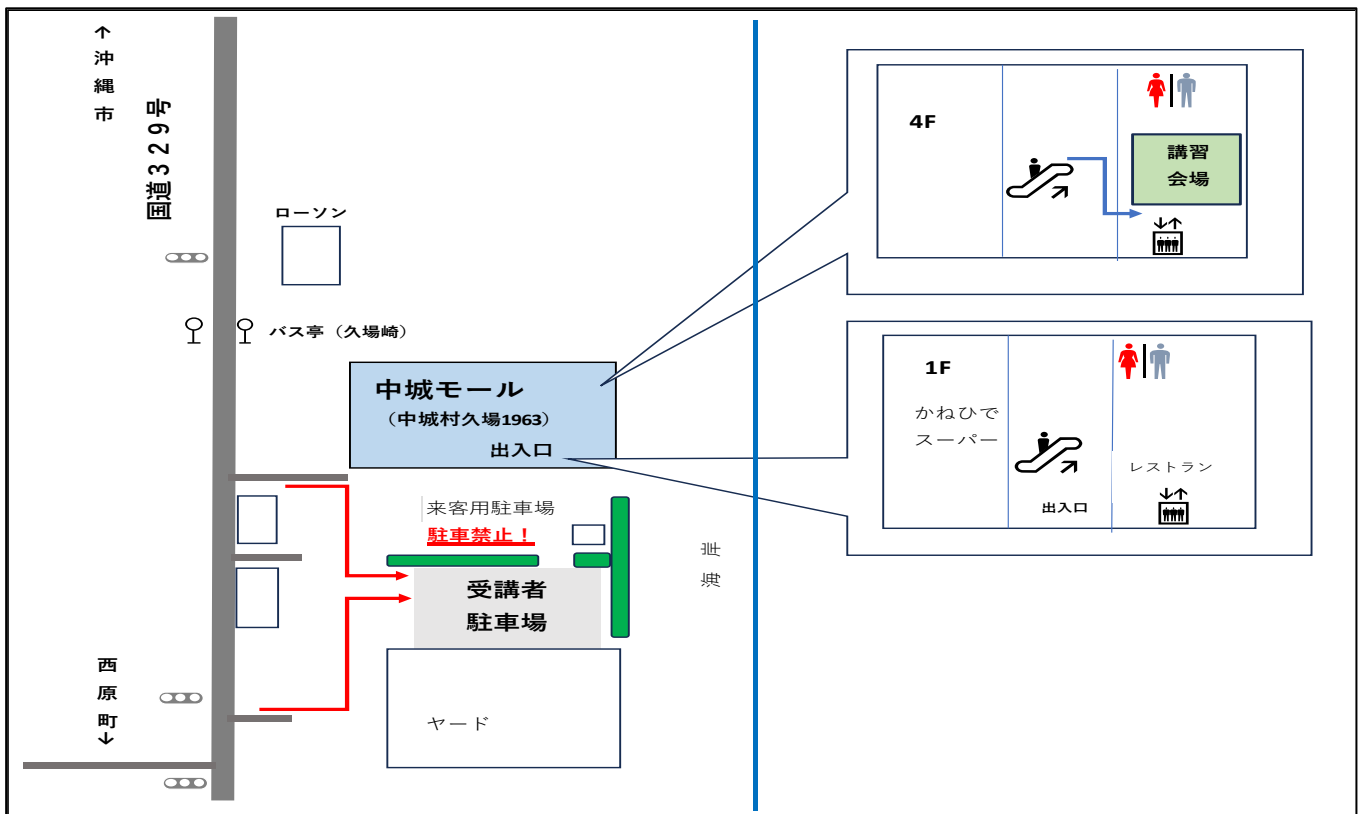 ↑沖縄市
国道329号
ローソン
バス亭（久場崎）
中城モール
（中城村久場1963）
出入口
来客用駐車場
駐車禁止！
受講者
駐車場
ヤード
西原町↓
海岸
4F
講習
会場
1F
かねひで
スーパー
出入口
レストラン